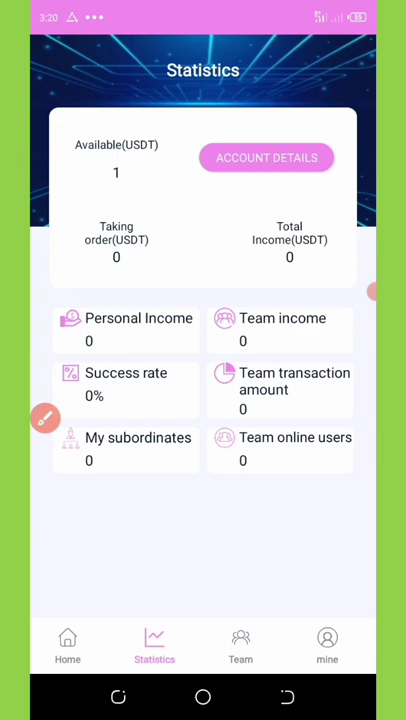 3:20
55
Statistics
Available(USDT)
1
ACCOUNT DETAILS
Taking
order(USDT)
0
Total
Income(USDT)
0
Personal Income
0
Team income
0
Success rate
0%
Team transaction
amount
0
My subordinates
0
Team online users
0
Home
Statistics
Team
mine